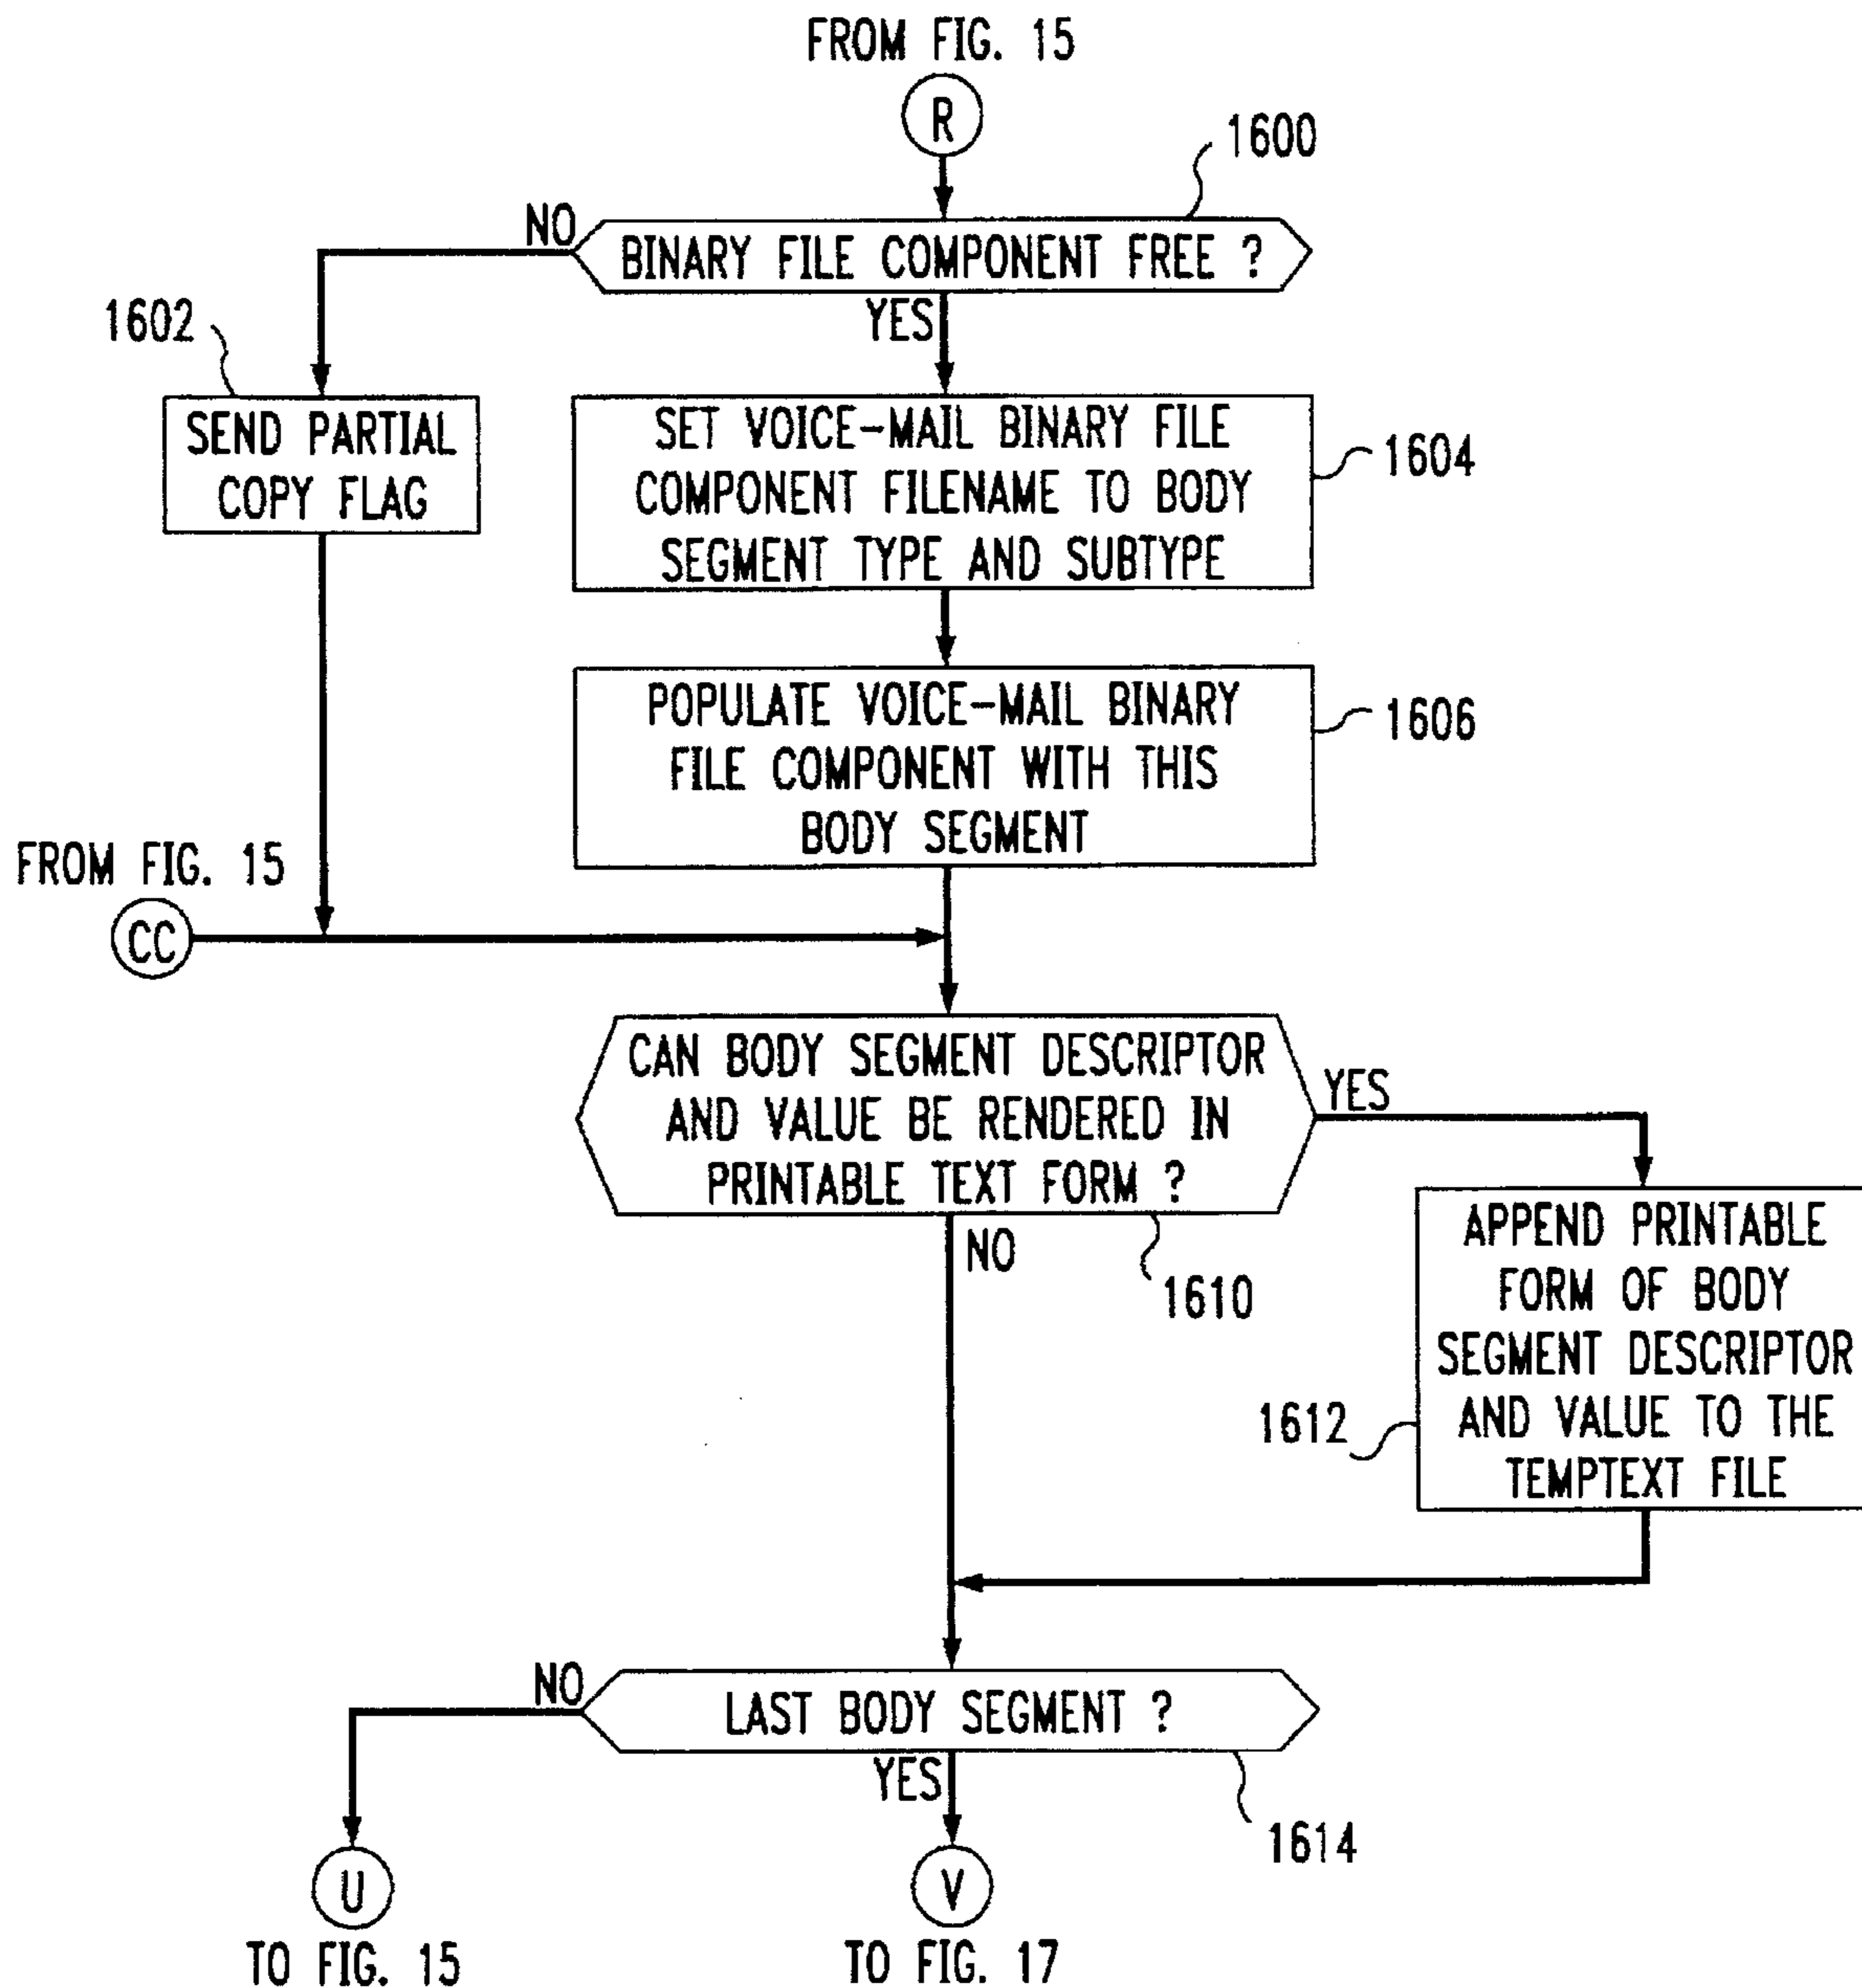 FROM FIG. 15
R
1600
NO
BINARY FILE COMPONENT FREE ?
YES
1602
SEND PARTIAL
COPY FLAG
SET VOICE-MAIL BINARY FILE
COMPONENT FILENAME TO BODY
SEGMENT TYPE AND SUBTYPE
1604
POPULATE VOICE-MAIL BINARY
FILE COMPONENT WITH THIS
BODY SEGMENT
1606
FROM FIG. 15
CC
CAN BODY SEGMENT DESCRIPTOR
AND VALUE BE RENDERED IN
PRINTABLE TEXT FORM ?
YES
NO
1610
APPEND PRINTABLE
FORM OF BODY
SEGMENT DESCRIPTOR
AND VALUE TO THE
TEMPTEXT FILE
1612
NO
LAST BODY SEGMENT ?
YES
1614
U
V
TO FIG. 15
TO FIG. 17